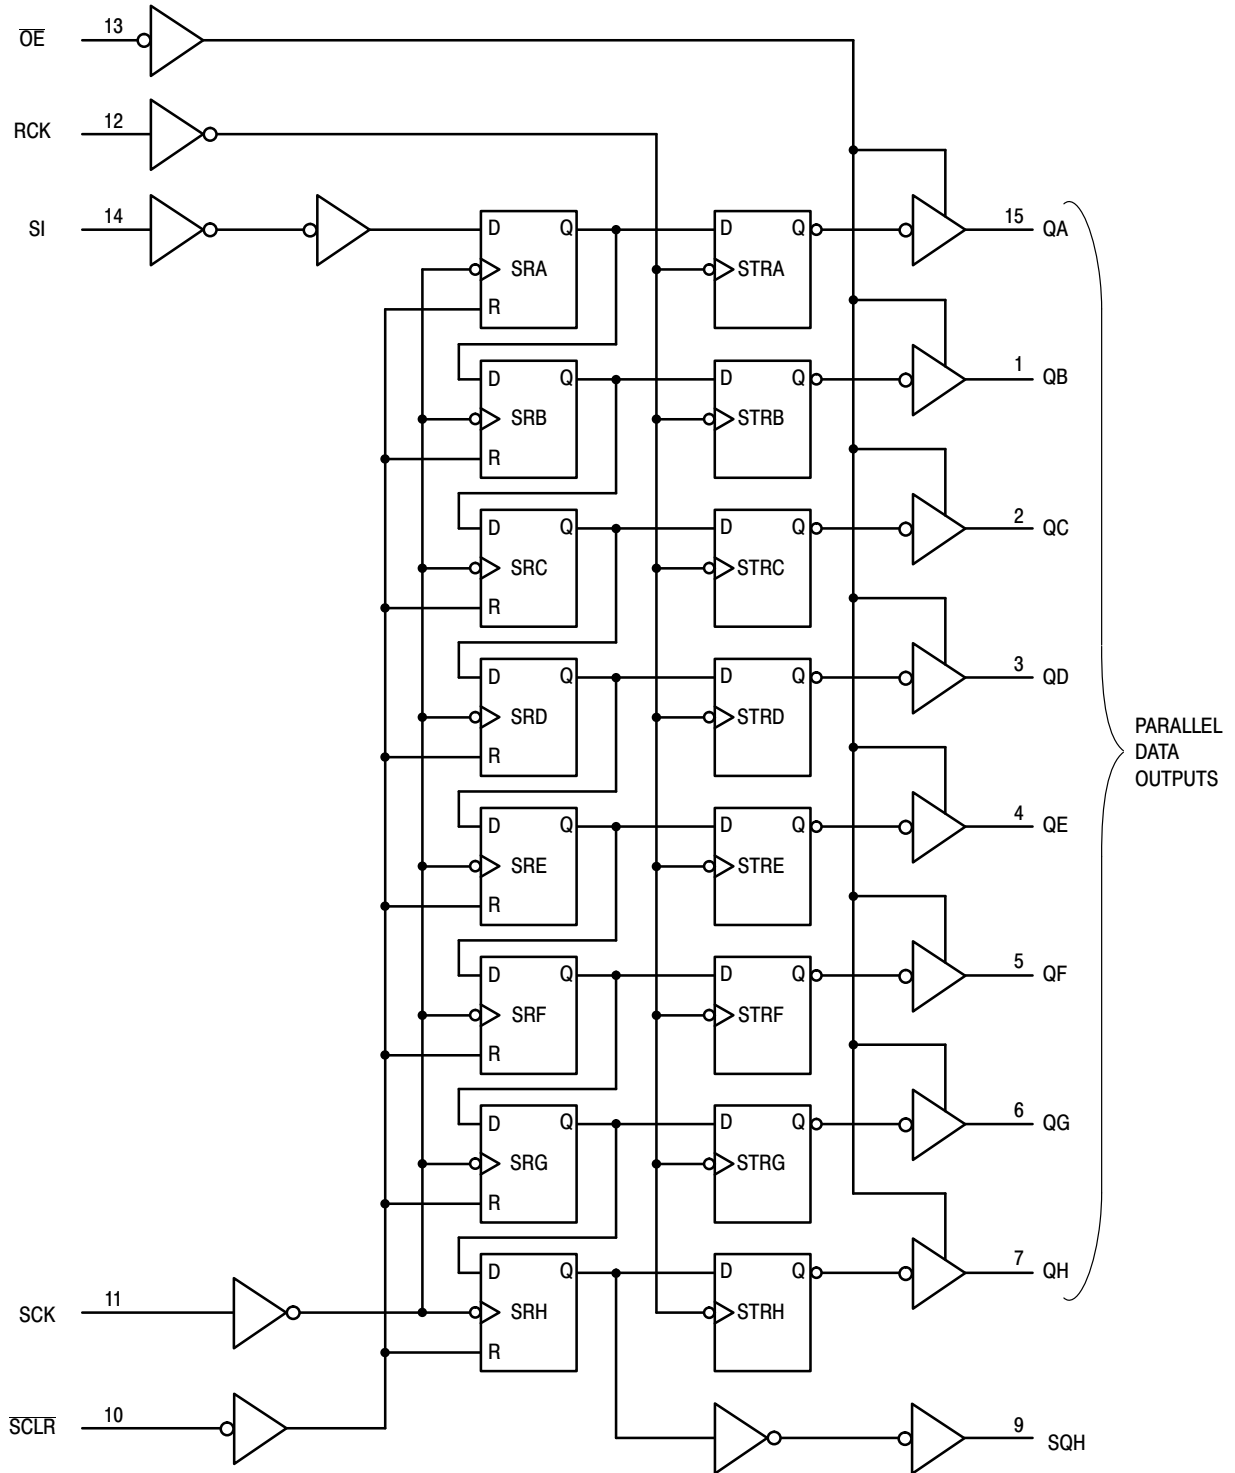 O̅E̅ 13
RCK 12
SI 14
D Q
SRA
R
D Q
STRA
15 QA
D Q
SRB
R
D Q
STRB
1 QB
D Q
SRC
R
D Q
STRC
2 QC
D Q
SRD
R
D Q
STRD
3 QD
D Q
SRE
R
D Q
STRE
4 QE
D Q
SRF
R
D Q
STRF
5 QF
D Q
SRG
R
D Q
STRG
6 QG
D Q
SRH
R
D Q
STRH
7 QH
PARALLEL
DATA
OUTPUTS
SCK 11
S̅C̅L̅R̅ 10
9 SQH